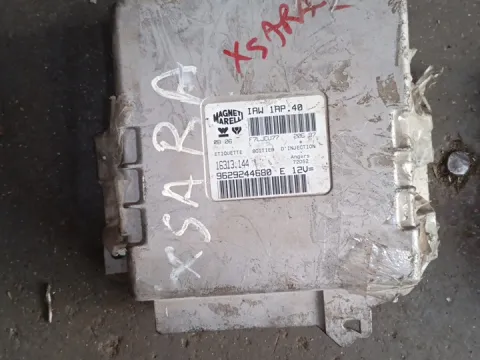 XSARA
XSARA
MAGNETI
MARELLI
IAW 1AP.40
ETIQUETTE BOITIER D'INJECTION
16313.144
9629244680 E 12V